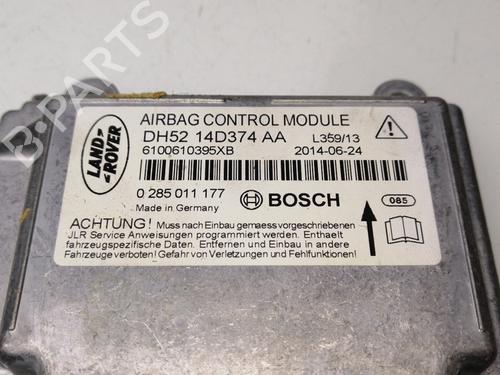 LAND
ROVER
AIRBAG CONTROL MODULE
DH52 14D374 AA L359/13
6100610395XB 2014-06-24
0 285 011 177 BOSCH 085
Made in Germany
ACHTUNG! Muss nach Einbau gemaess vorgeschriebenen
JLR Service Anweisungen programmiert werden. Enthaelt
fahrzeugspezifische Daten. Entfernen und Einbau in andere
Fahrzeuge verboten! Gefahr von Verletzungen und Fehlfunktionen!
B-PARTS